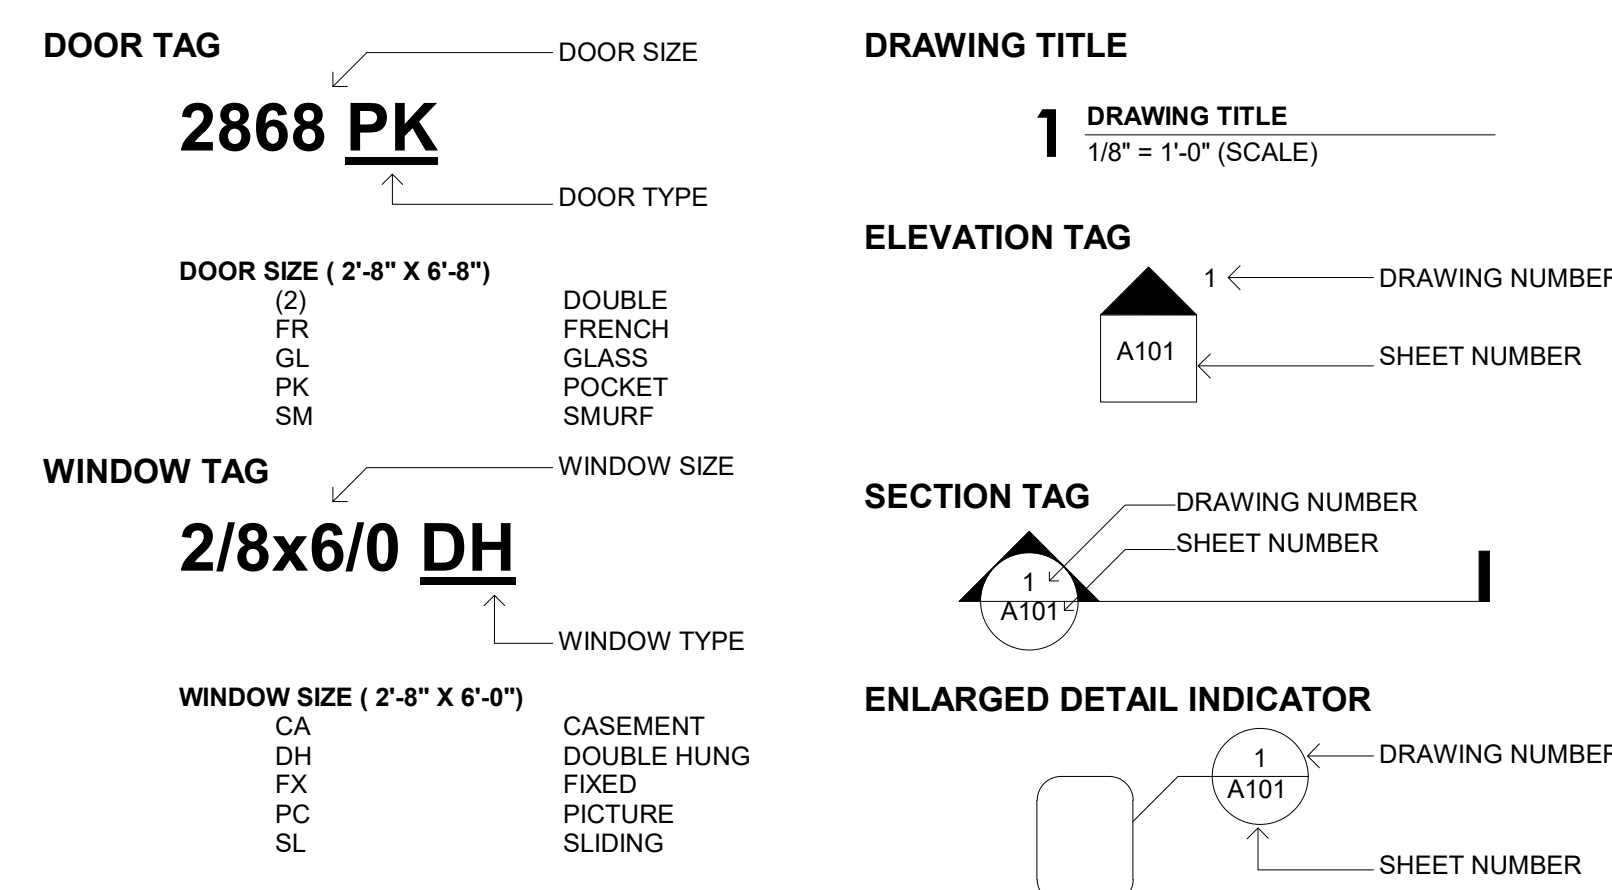 DOOR TAG
DOOR SIZE
2868 PK
DOOR TYPE
DOOR SIZE ( 2'-8" X 6'-8")
(2) DOUBLE
FR FRENCH
GL GLASS
PK POCKET
SM SMURF
WINDOW TAG
WINDOW SIZE
2/8x6/0 DH
WINDOW TYPE
WINDOW SIZE ( 2'-8" X 6'-0")
CA CASEMENT
DH DOUBLE HUNG
FX FIXED
PC PICTURE
SL SLIDING
DRAWING TITLE
1 DRAWING TITLE
1/8" = 1'-0" (SCALE)
ELEVATION TAG
1 DRAWING NUMBER
A101 SHEET NUMBER
SECTION TAG
DRAWING NUMBER
SHEET NUMBER
1
A101
ENLARGED DETAIL INDICATOR
1 DRAWING NUMBER
A101
SHEET NUMBER